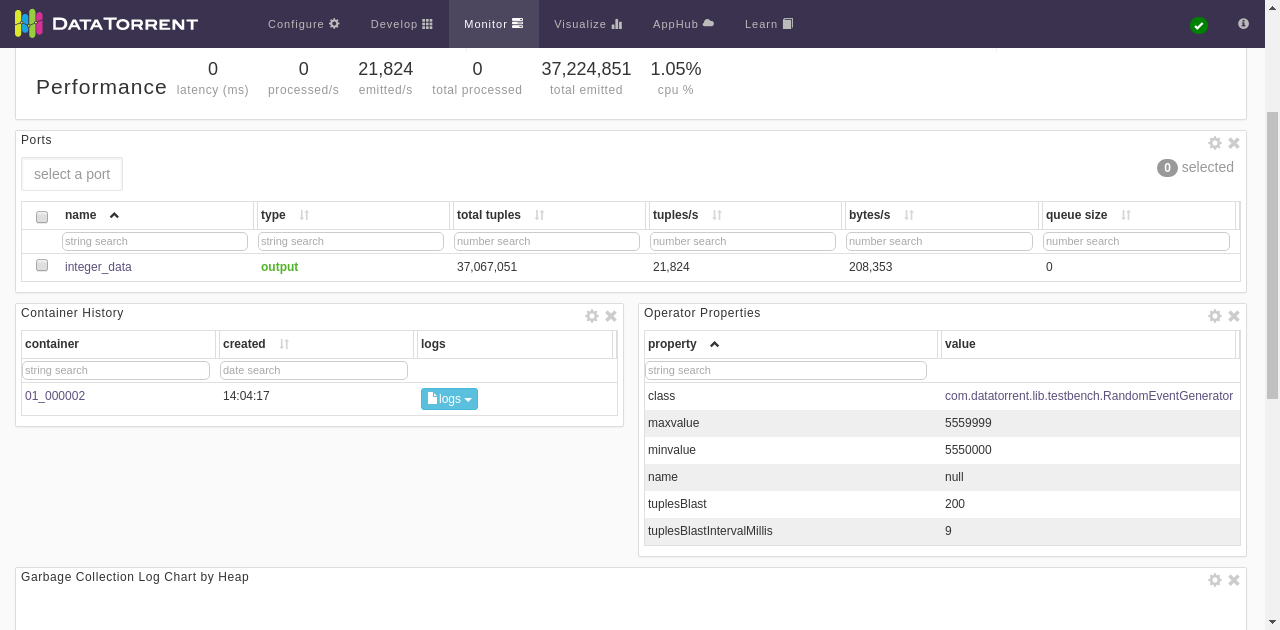 DATATORRENT Configure Develop Monitor Visualize AppHub Learn
Performance
0 0 21,824 0 37,224,851 1.05%
latency (ms) processed/s emitted/s total processed total emitted cpu %
Ports
select a port
0 selected
name type total tuples tuples/s bytes/s queue size
string search string search number search number search number search number search
integer_data output 37,067,051 21,824 208,353 0
Container History
container created logs
string search date search
01_000002 14:04:17 logs
Operator Properties
property value
string search
class com.datatorrent.lib.testbench.RandomEventGenerator
maxvalue 5559999
minvalue 5550000
name null
tuplesBlast 200
tuplesBlastIntervalMillis 9
Garbage Collection Log Chart by Heap